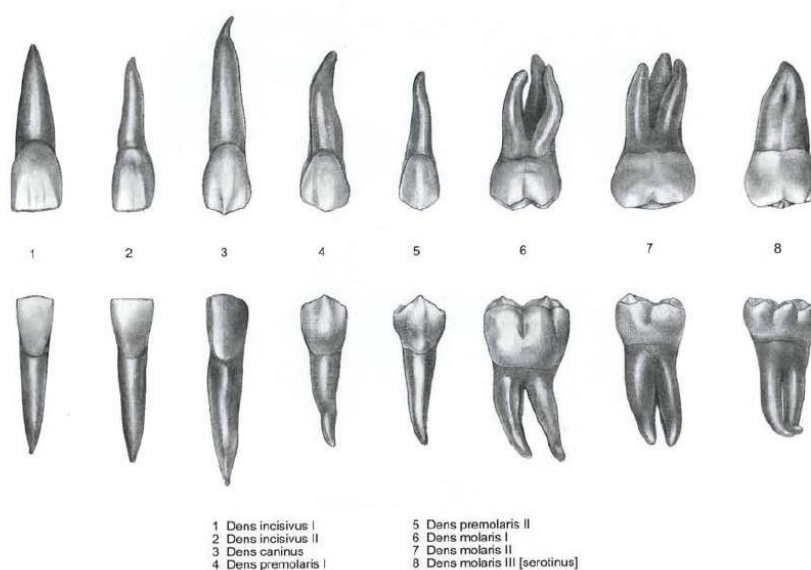 1 2 3 4 5 6 7 8
1 Dens incisivus I
2 Dens incisivus II
3 Dens caninus
4 Dens premolaris I
5 Dens premolaris II
6 Dens molaris I
7 Dens molaris II
8 Dens molaris III [serotinus]